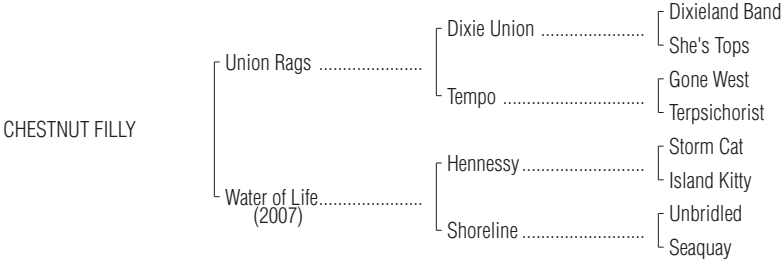 Dixieland Band
Dixie Union ......................
She's Tops
Union Rags ......................
Gone West
Tempo ..............................
Terpsichorist
CHESTNUT FILLY
Storm Cat
Hennessy ..........................
Island Kitty
Water of Life......................
(2007)
Unbridled
Shoreline ..........................
Seaquay